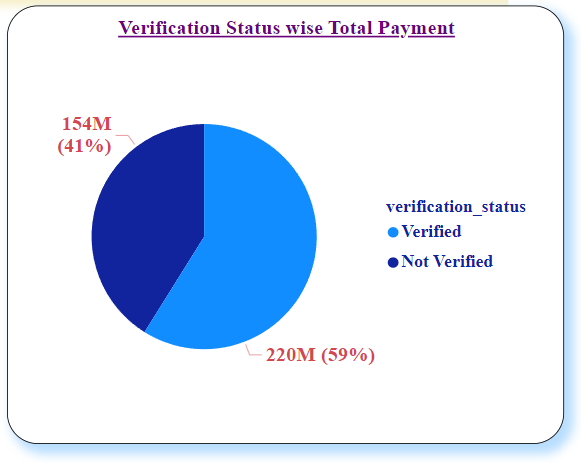 Verification Status wise Total Payment
154M
(41%)
verification_status
Verified
Not Verified
220M (59%)